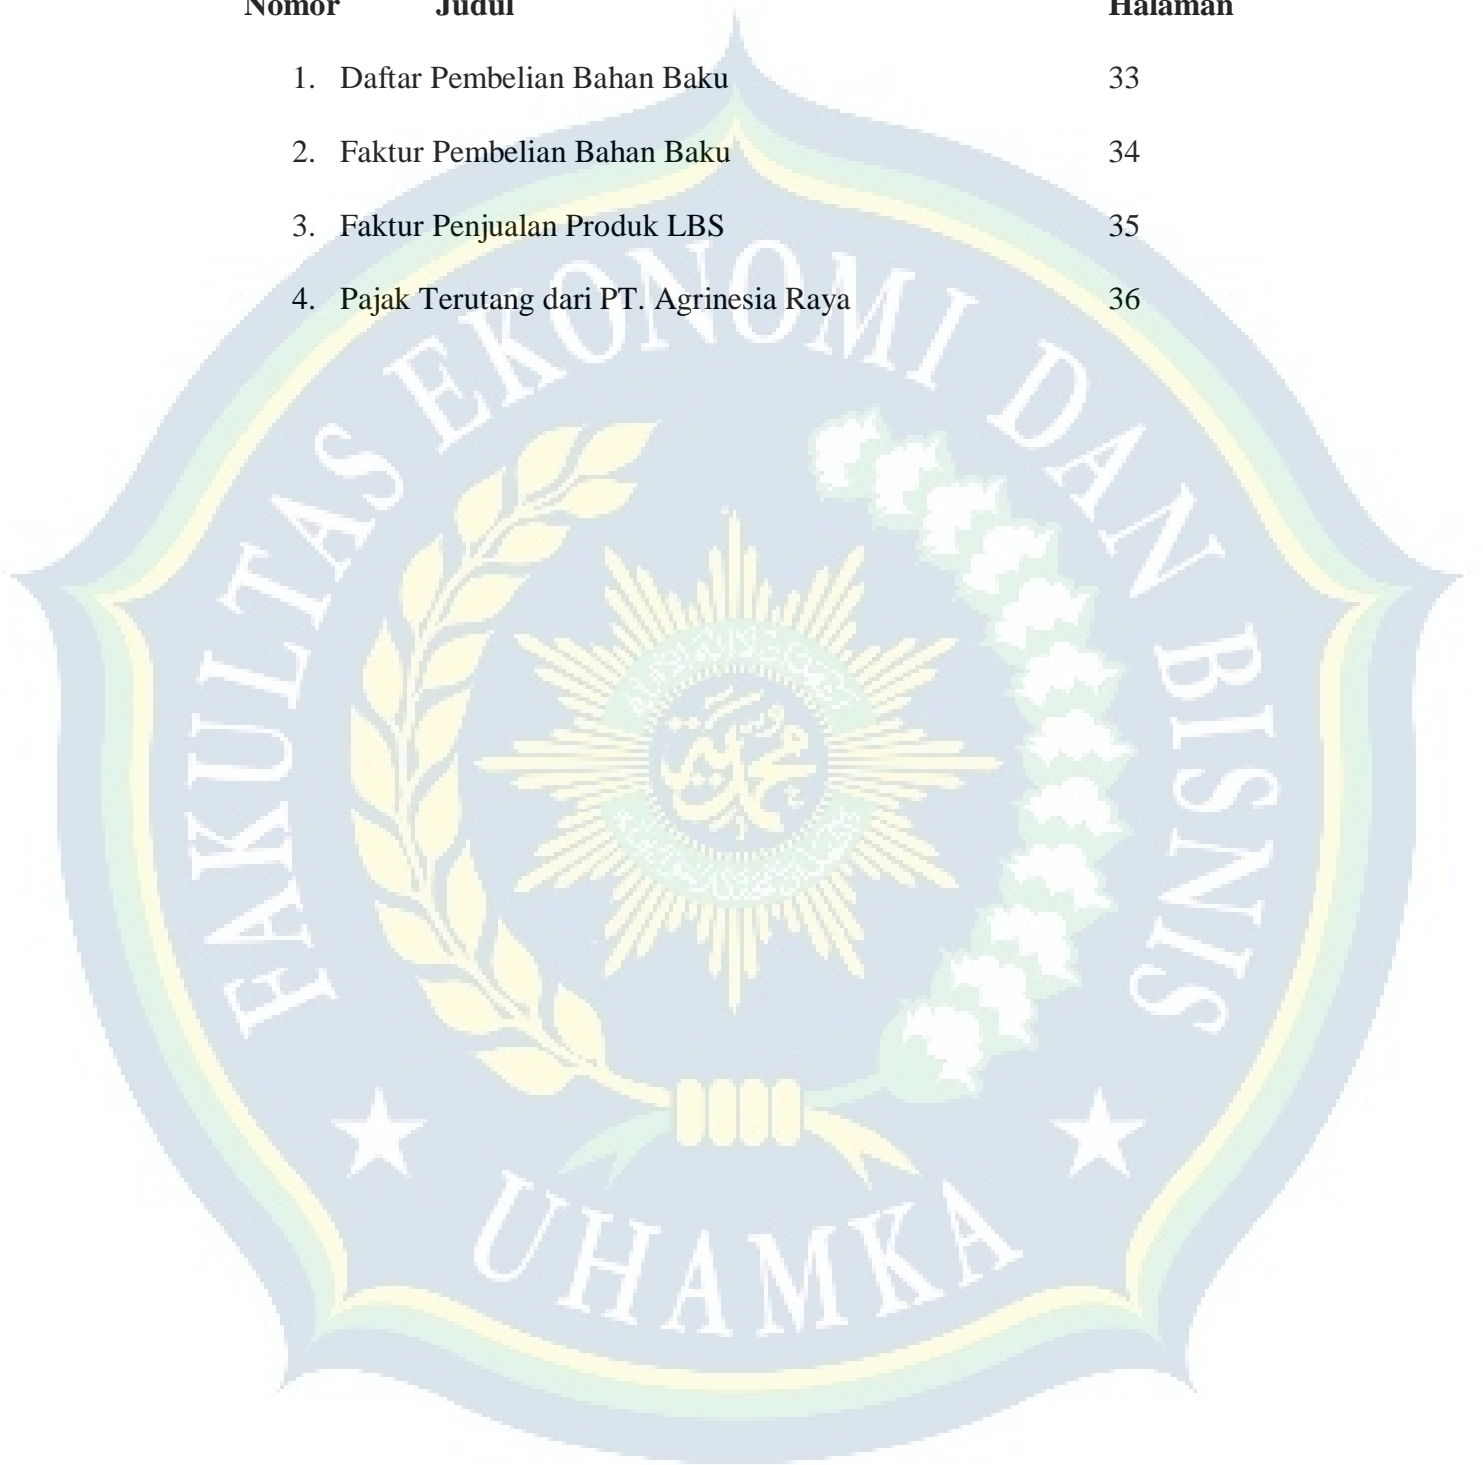 Nomor Judul Halaman
1. Daftar Pembelian Bahan Baku 33
2. Faktur Pembelian Bahan Baku 34
3. Faktur Penjualan Produk LBS 35
4. Pajak Terutang dari PT. Agrinesia Raya 36
FAKULTAS EKONOMI DAN BISNIS
محمدية
UHAMKA